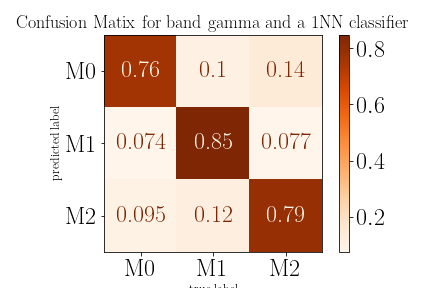 Confusion Matix for band gamma and a 1NN classifier
M0 0.76 0.1 0.14
M1 0.074 0.85 0.077
M2 0.095 0.12 0.79
predicted label
M0 M1 M2
true label
0.8
0.6
0.4
0.2